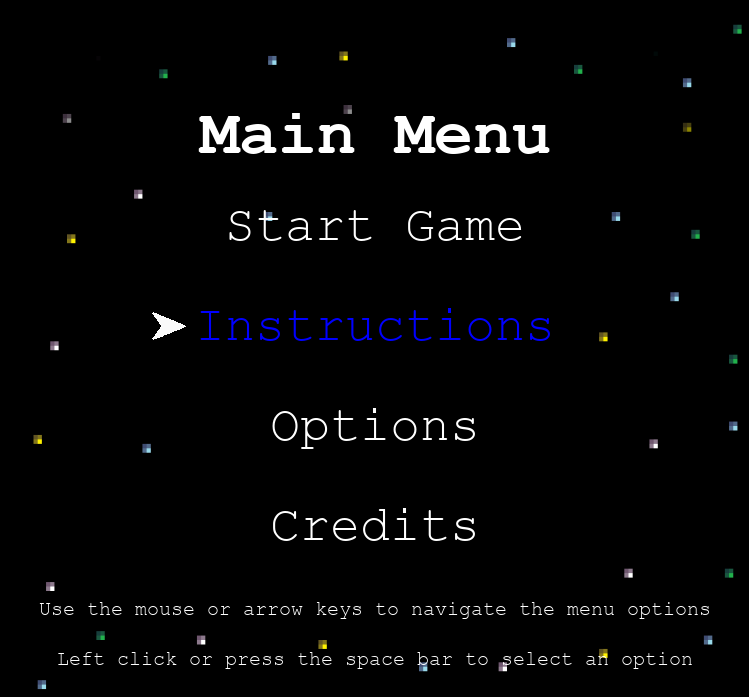 Main Menu
Start Game
Instructions
Options
Credits
Use the mouse or arrow keys to navigate the menu options
Left click or press the space bar to select an option